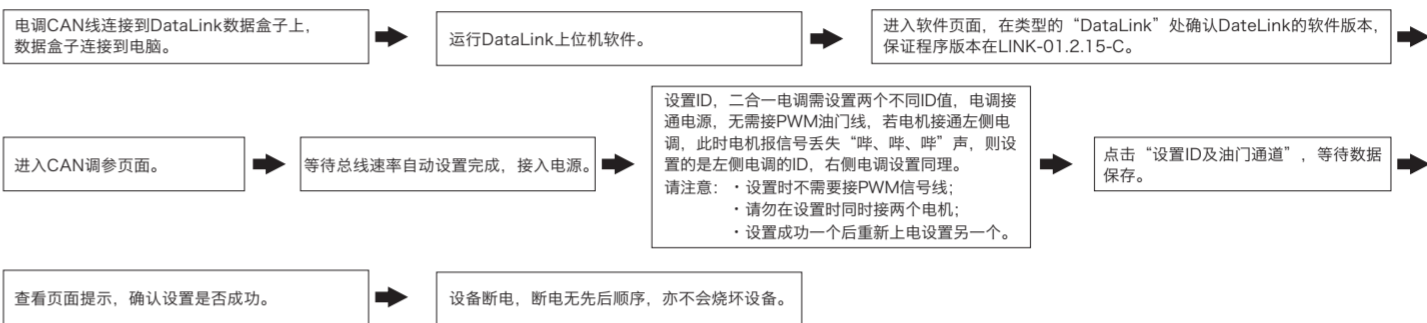 电调CAN线连接到DataLink数据盒子上，
数据盒子连接到电脑。
运行DataLink上位机软件。
进入软件页面，在类型的“DataLink”处确认DateLink的软件版本，
保证程序版本在LINK-01.2.15-C。
进入CAN调参页面。
等待总线速率自动设置完成，接入电源。
设置ID，二合一电调需设置两个不同ID值，电调接
通电源，无需接PWM油门线，若电机接通左侧电
调，此时电机报信号丢失“哔、哔、哔”声，则设
置的是左侧电调的ID，右侧电调设置同理。
请注意：·设置时不需要接PWM信号线；
·请勿在设置时同时接两个电机；
·设置成功一个后重新上电设置另一个。
点击“设置ID及油门通道”，等待数据
保存。
查看页面提示，确认设置是否成功。
设备断电，断电无先后顺序，亦不会烧坏设备。